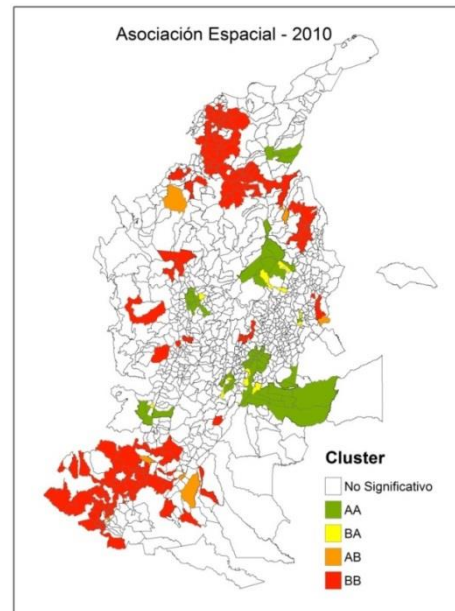 Asociación Espacial - 2010
Cluster
No Significativo
AA
BA
AB
BB